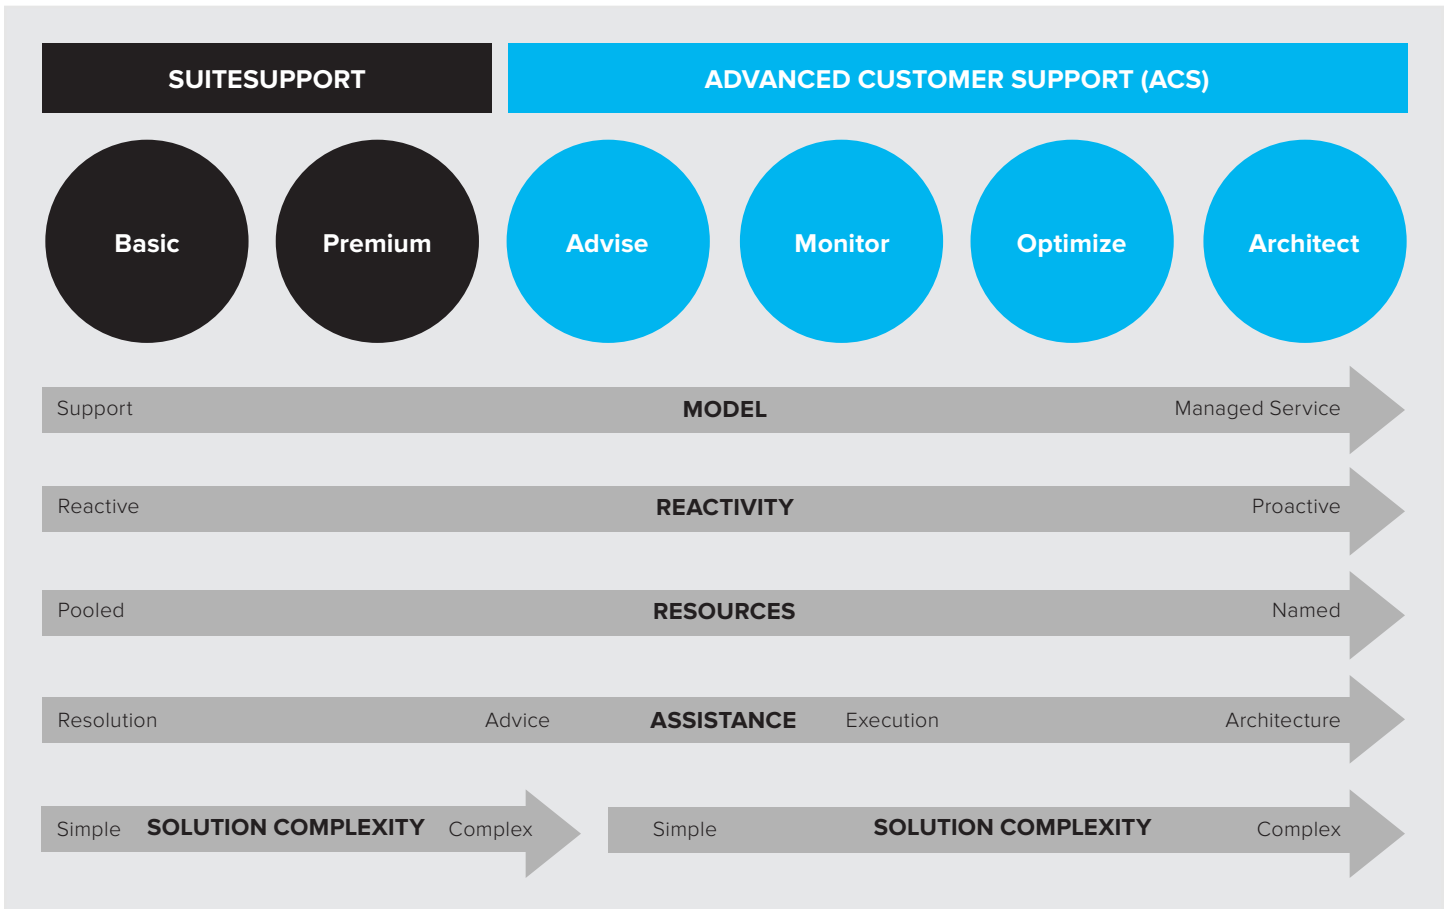 SUITESUPPORT
ADVANCED CUSTOMER SUPPORT (ACS)
Basic
Premium
Advise
Monitor
Optimize
Architect
Support MODEL Managed Service
Reactive REACTIVITY Proactive
Pooled RESOURCES Named
Resolution Advice ASSISTANCE Execution Architecture
Simple SOLUTION COMPLEXITY Complex
Simple SOLUTION COMPLEXITY Complex